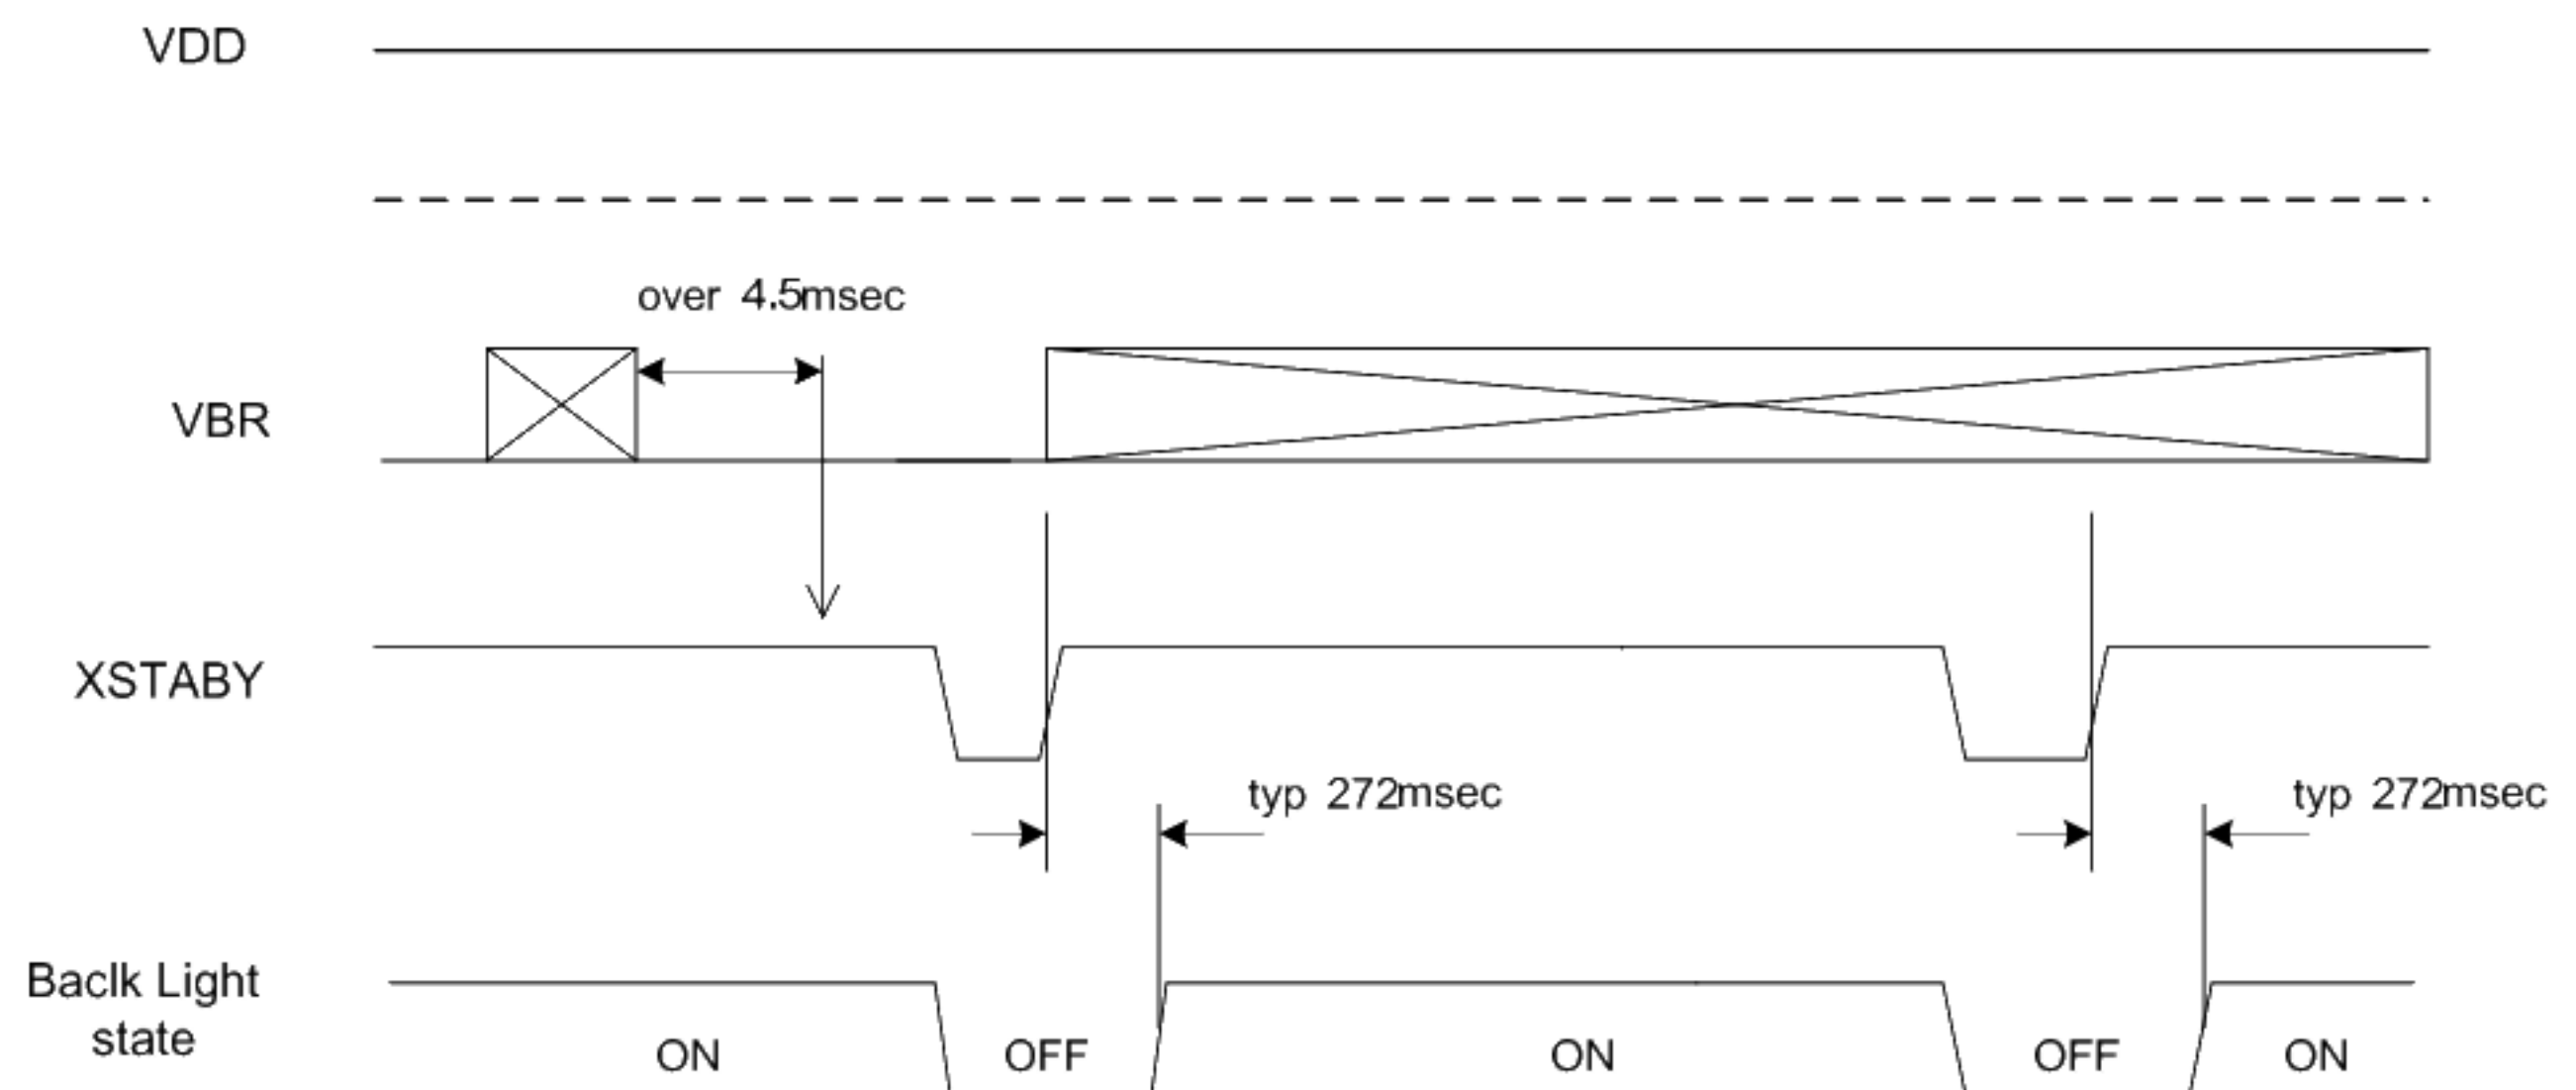 VDD
over 4.5msec
VBR
XSTABY
typ 272msec
typ 272msec
Baclk Light
state
ON
OFF
ON
OFF
ON